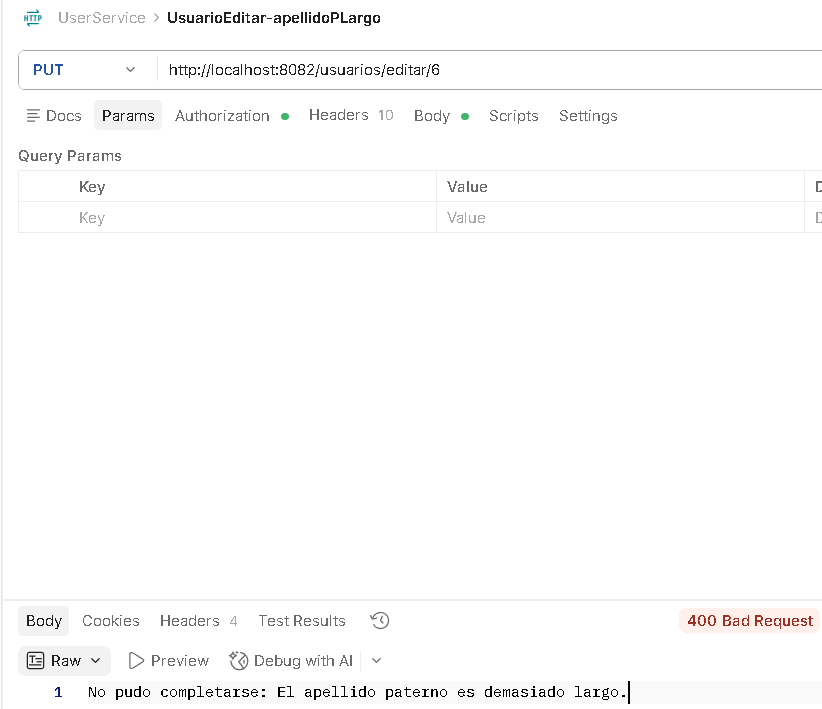 HTTP UserService > UsuarioEditar-apellidoPLargo
PUT http://localhost:8082/usuarios/editar/6
Docs Params Authorization Headers 10 Body Scripts Settings
Query Params
Key Value D
Key Value D
Body Cookies Headers 4 Test Results 400 Bad Request
Raw Preview Debug with AI
1 No pudo completarse: El apellido paterno es demasiado largo.